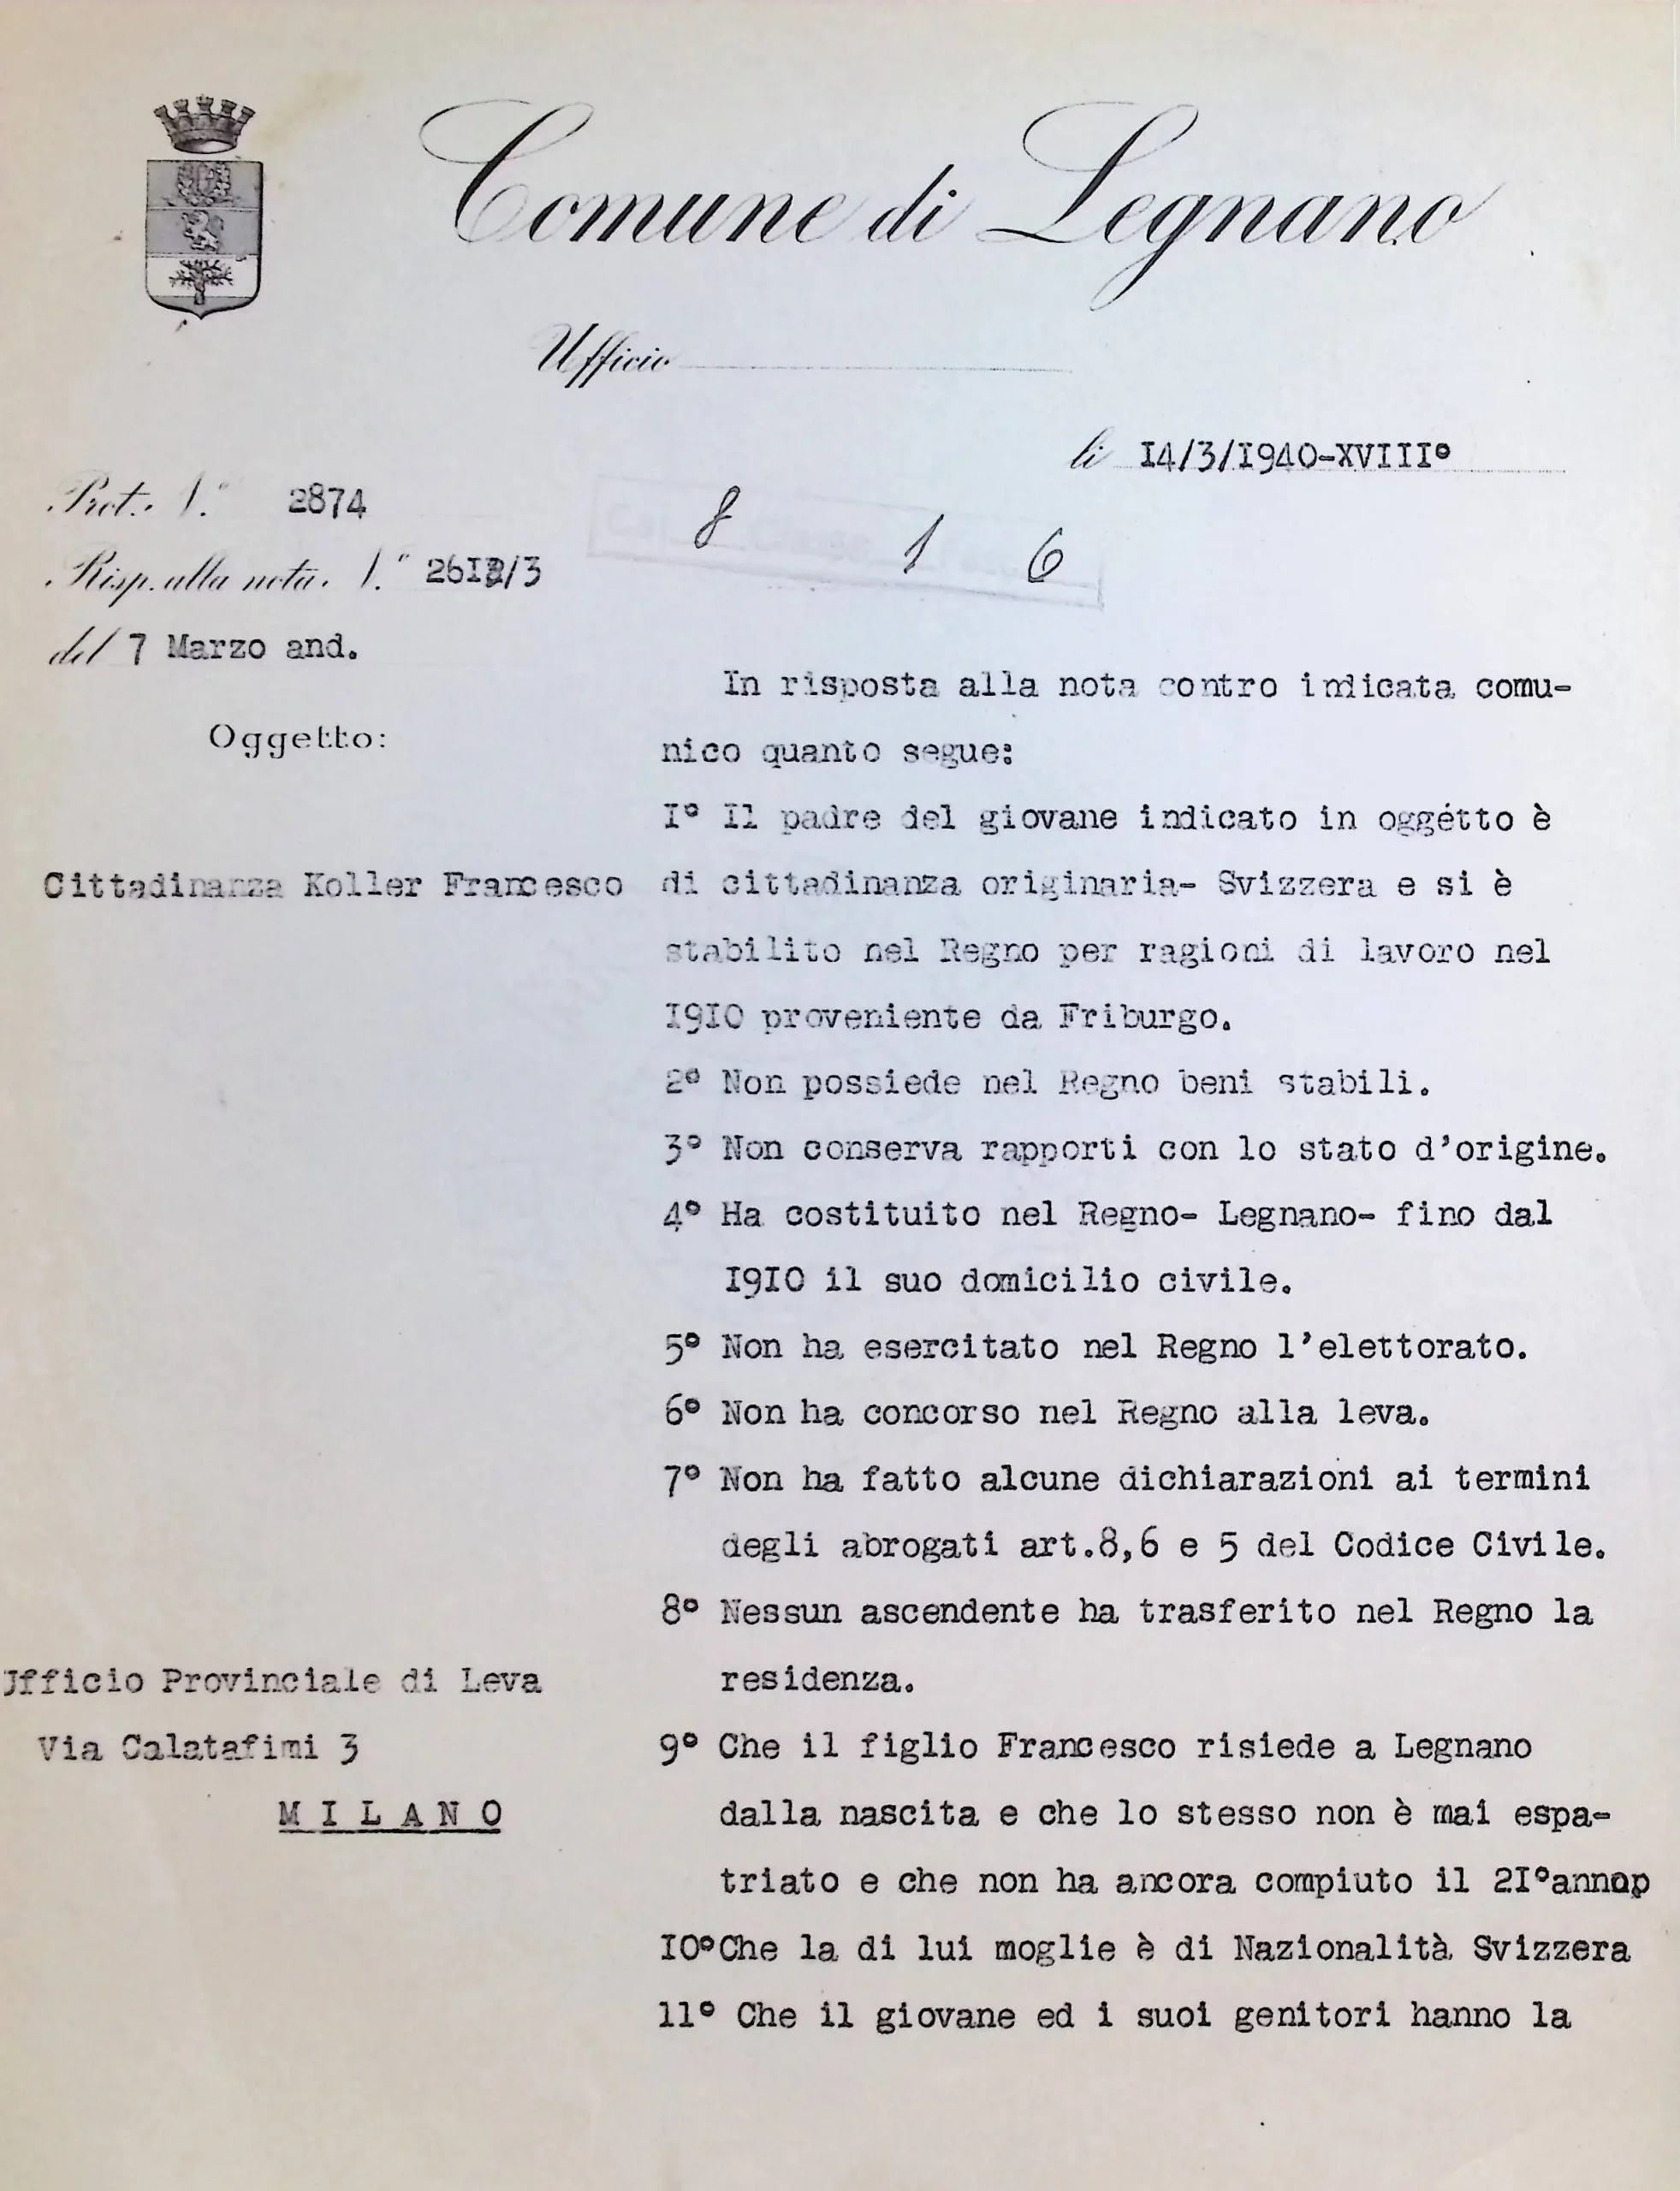 Comune di Legnano
Ufficio
li 14/3/1940-XVIII°
Prot. N.° 2874
8 1 6
Risp. alla nota N.° /3
del 7 Marzo and.
Oggetto:
Cittadinanza Koller Francesco
In risposta alla nota contro indicata comu-
nico quanto segue:
I° Il padre del giovane indicato in oggétto è
di cittadinanza originaria- Svizzera e si è
stabilito nel Regno per ragioni di lavoro nel
I9I0 proveniente da Friburgo.
2° Non possiede nel Regno beni stabili.
3° Non conserva rapporti con lo stato d'origine.
4° Ha costituito nel Regno- Legnano- fino dal
I9I0 il suo domicilio civile.
5° Non ha esercitato nel Regno l'elettorato.
6° Non ha concorso nel Regno alla leva.
7° Non ha fatto alcune dichiarazioni ai termini
degli abrogati art.8,6 e 5 del Codice Civile.
8° Nessun ascendente ha trasferito nel Regno la
residenza.
9° Che il figlio Francesco risiede a Legnano
dalla nascita e che lo stesso non è mai espa-
triato e che non ha ancora compiuto il 2I°anno
I0°Che la di lui moglie è di Nazionalità Svizzera
11° Che il giovane ed i suoi genitori hanno la
Ufficio Provinciale di Leva
Via Calatafimi 3
M I L A N O